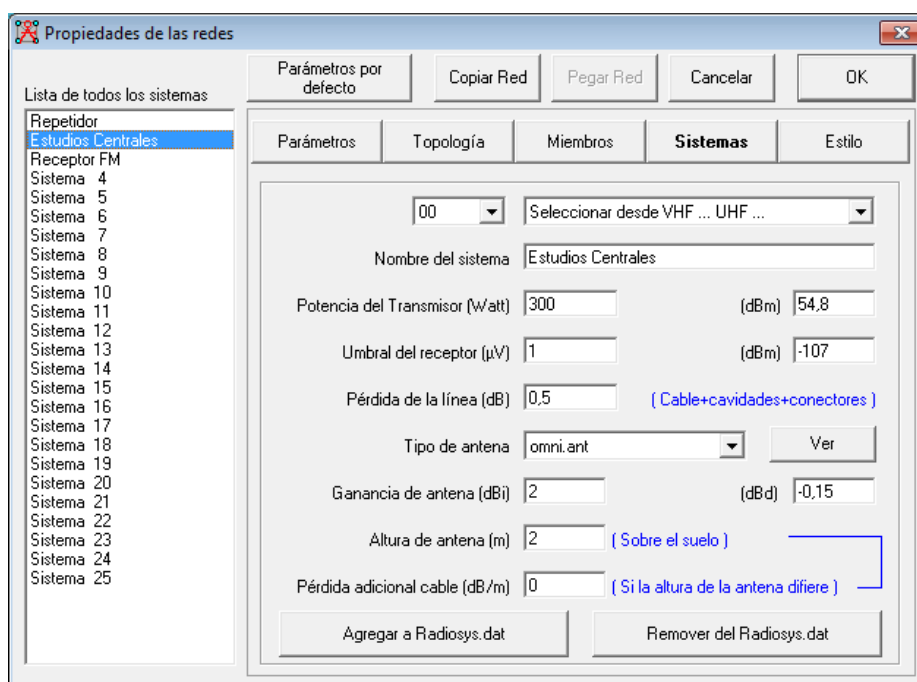 Propiedades de las redes
Parámetros por defecto
Copiar Red
Pegar Red
Cancelar
OK
Lista de todos los sistemas
Repetidor
Estudios Centrales
Receptor FM
Sistema 4
Sistema 5
Sistema 6
Sistema 7
Sistema 8
Sistema 9
Sistema 10
Sistema 11
Sistema 12
Sistema 13
Sistema 14
Sistema 15
Sistema 16
Sistema 17
Sistema 18
Sistema 19
Sistema 20
Sistema 21
Sistema 22
Sistema 23
Sistema 24
Sistema 25
Parámetros
Topología
Miembros
Sistemas
Estilo
00
Seleccionar desde VHF ... UHF ...
Nombre del sistema Estudios Centrales
Potencia del Transmisor (Watt) 300 (dBm) 54,8
Umbral del receptor (µV) 1 (dBm) -107
Pérdida de la línea (dB) 0,5 ( Cable+cavidades+conectores )
Tipo de antena omni.ant Ver
Ganancia de antena (dBi) 2 (dBd) -0,15
Altura de antena (m) 2 ( Sobre el suelo )
Pérdida adicional cable (dB/m) 0 ( Si la altura de la antena difiere )
Agregar a Radiosys.dat
Remover del Radiosys.dat